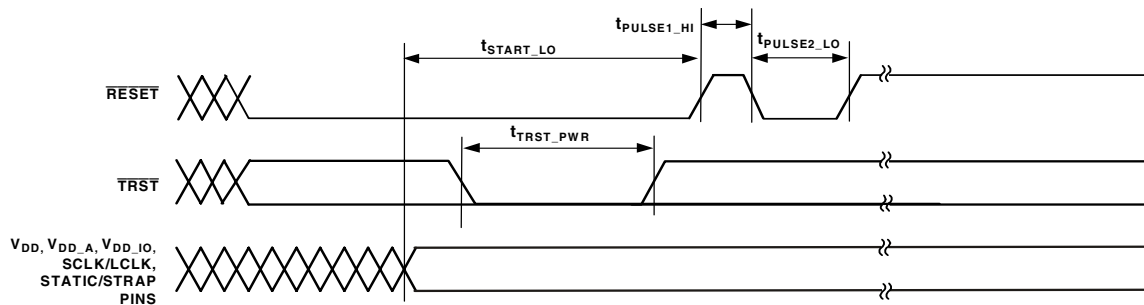 tPULSE1_HI
tPULSE2_LO
tSTART_LO
RESET
tTRST_PWR
TRST
VDD, VDD_A, VDD_IO,
SCLK/LCLK,
STATIC/STRAP
PINS